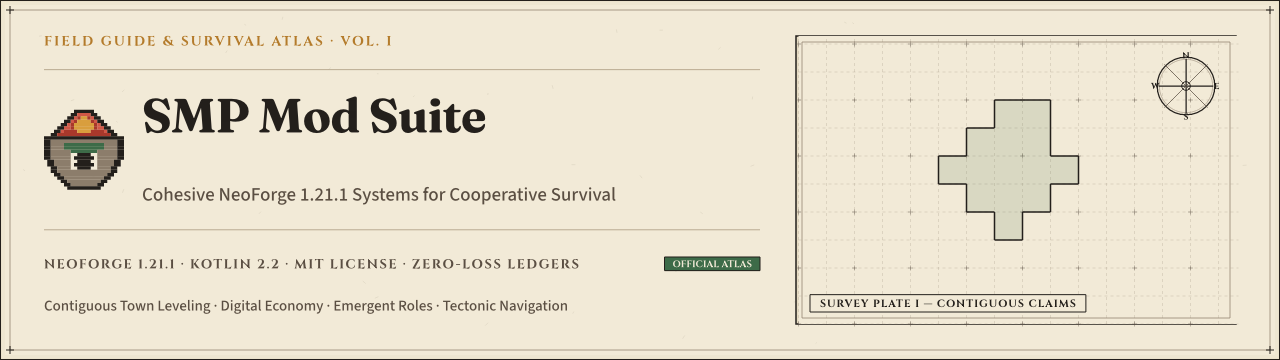 FIELD GUIDE & SURVIVAL ATLAS · VOL. I
SMP Mod Suite
Cohesive NeoForge 1.21.1 Systems for Cooperative Survival
NEOFORGE 1.21.1 · KOTLIN 2.2 · MIT LICENSE · ZERO-LOSS LEDGERS
OFFICIAL ATLAS
Contiguous Town Leveling · Digital Economy · Emergent Roles · Tectonic Navigation
N
W
E
S
SURVEY PLATE I — CONTIGUOUS CLAIMS